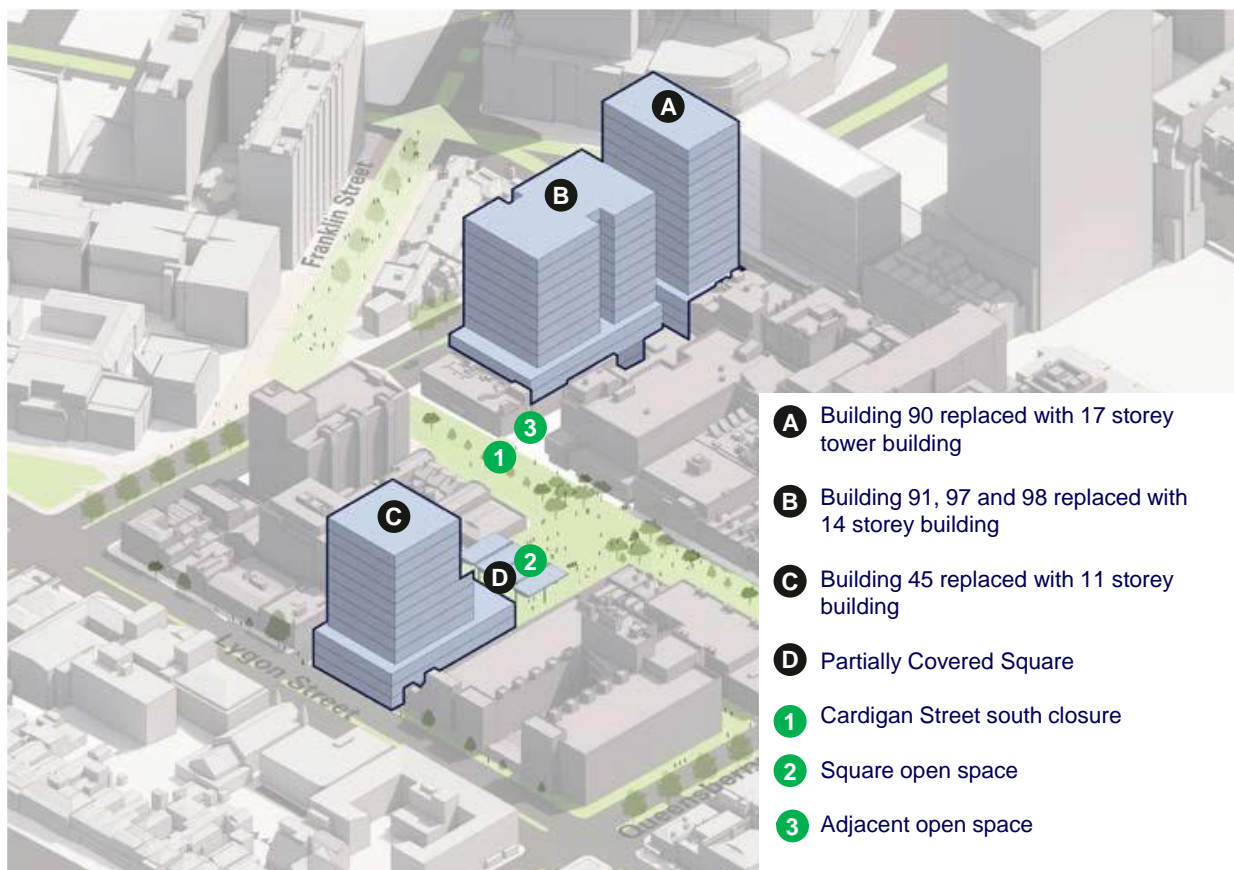 A
B
Franklin Street
3
1
C
2
D
Lygon Street
A Building 90 replaced with 17 storey
tower building
B Building 91, 97 and 98 replaced with
14 storey building
C Building 45 replaced with 11 storey
building
D Partially Covered Square
1 Cardigan Street south closure
2 Square open space
3 Adjacent open space